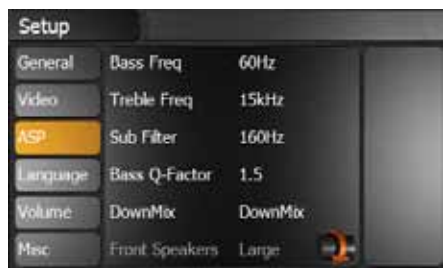 Setup
General Bass Freq 60Hz
Video Treble Freq 15kHz
ASP Sub Filter 160Hz
Language Bass Q-Factor 1.5
Volume DownMix DownMix
Misc Front Speakers Large